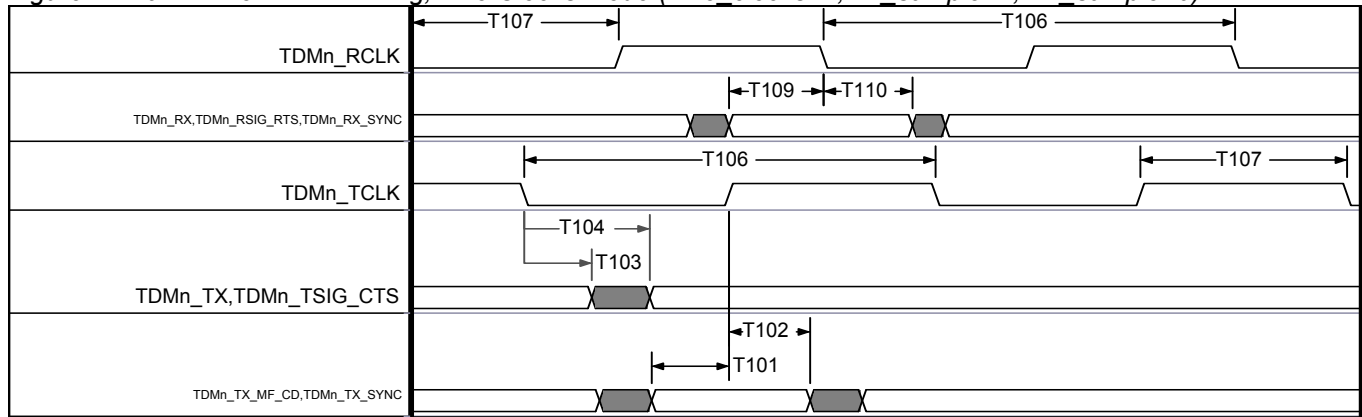 T107
T106
TDMn_RCLK
T109
T110
TDMn_RX,TDMn_RSIG_RTS,TDMn_RX_SYNC
T106
T107
TDMn_TCLK
T104
T103
TDMn_TX,TDMn_TSIG_CTS
T102
T101
TDMn_TX_MF_CD,TDMn_TX_SYNC